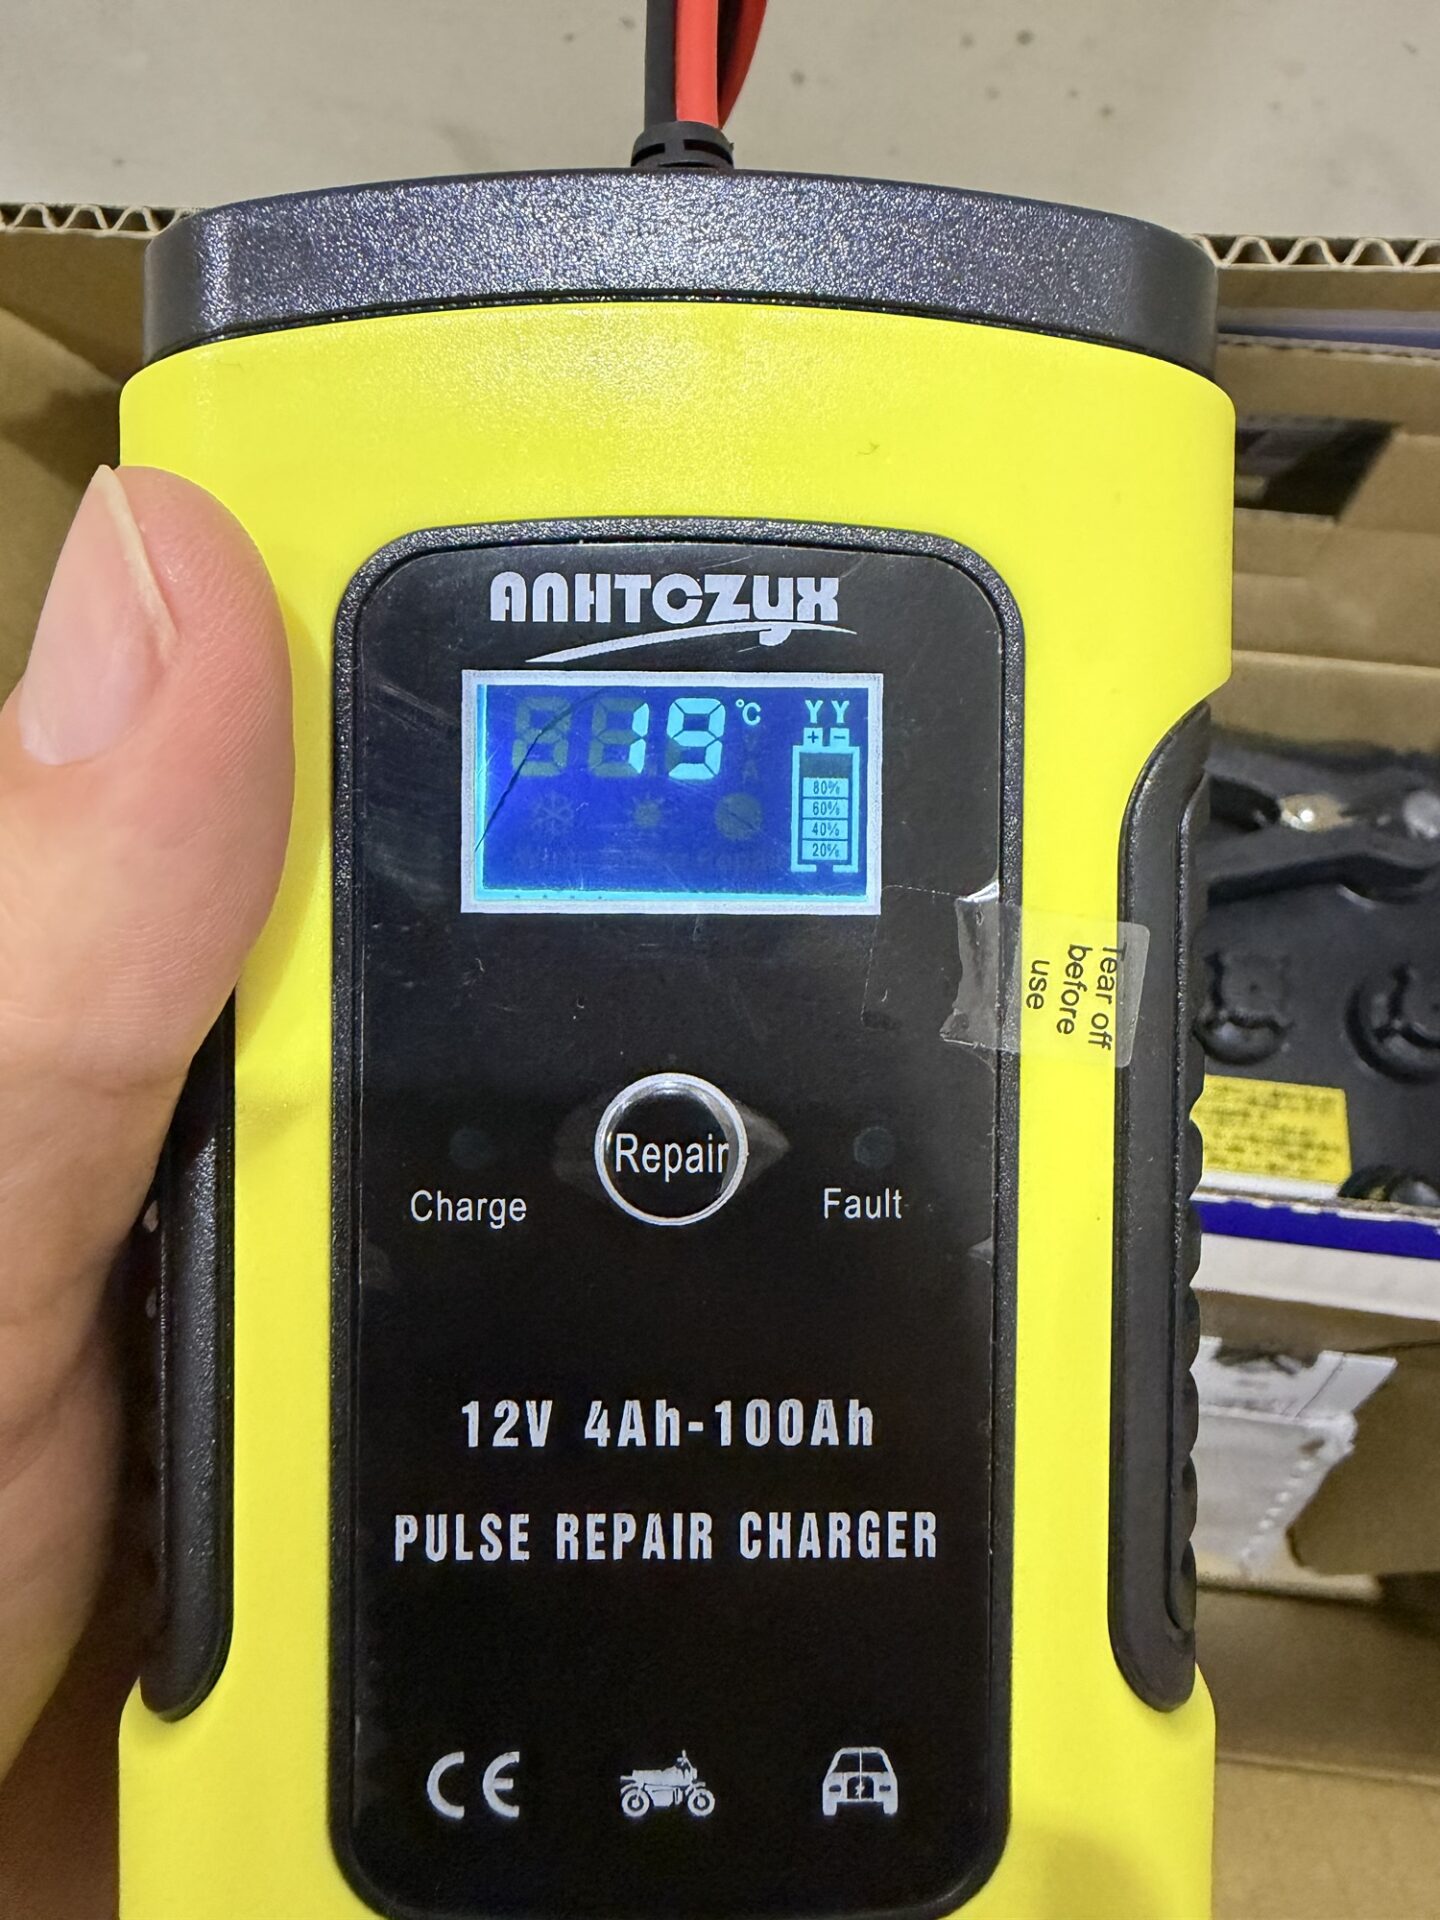 ANHTCZYX
19 °C
+ -
80%
60%
40%
20%
Tear off
before
use
Repair
Charge
Fault
12V 4Ah-100Ah
PULSE REPAIR CHARGER
CE